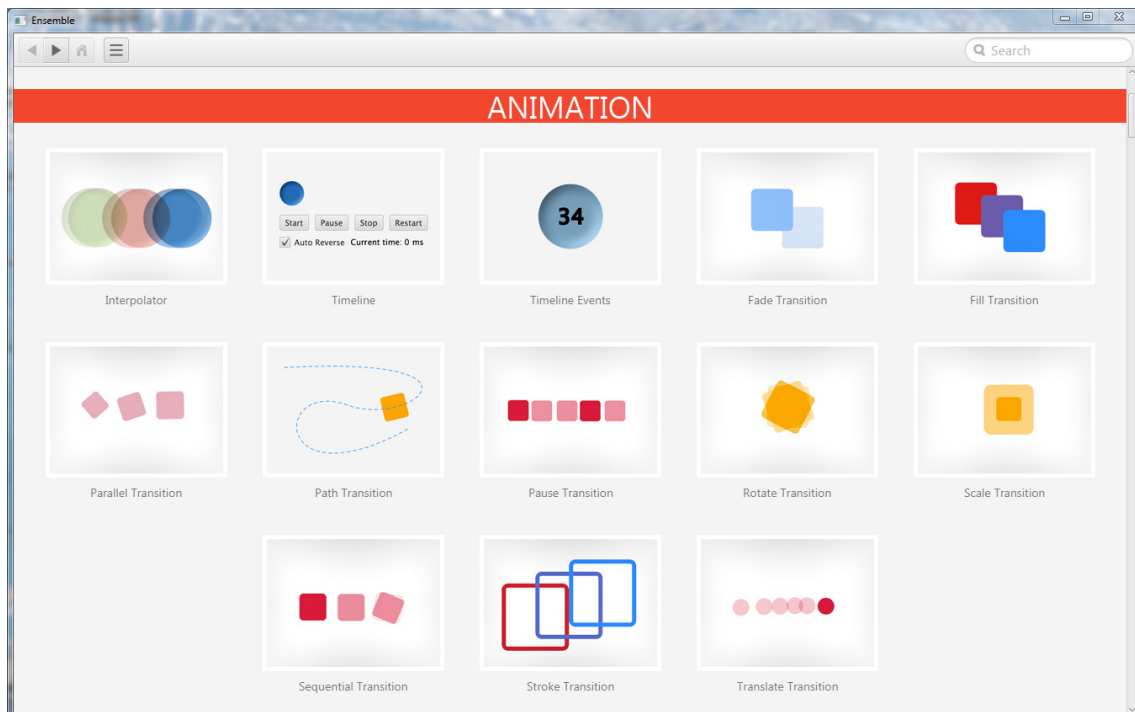 Ensemble
Search
ANIMATION
34
Start Pause Stop Restart
Auto Reverse Current time: 0 ms
Interpolator Timeline Timeline Events Fade Transition Fill Transition
Parallel Transition Path Transition Pause Transition Rotate Transition Scale Transition
Sequential Transition Stroke Transition Translate Transition